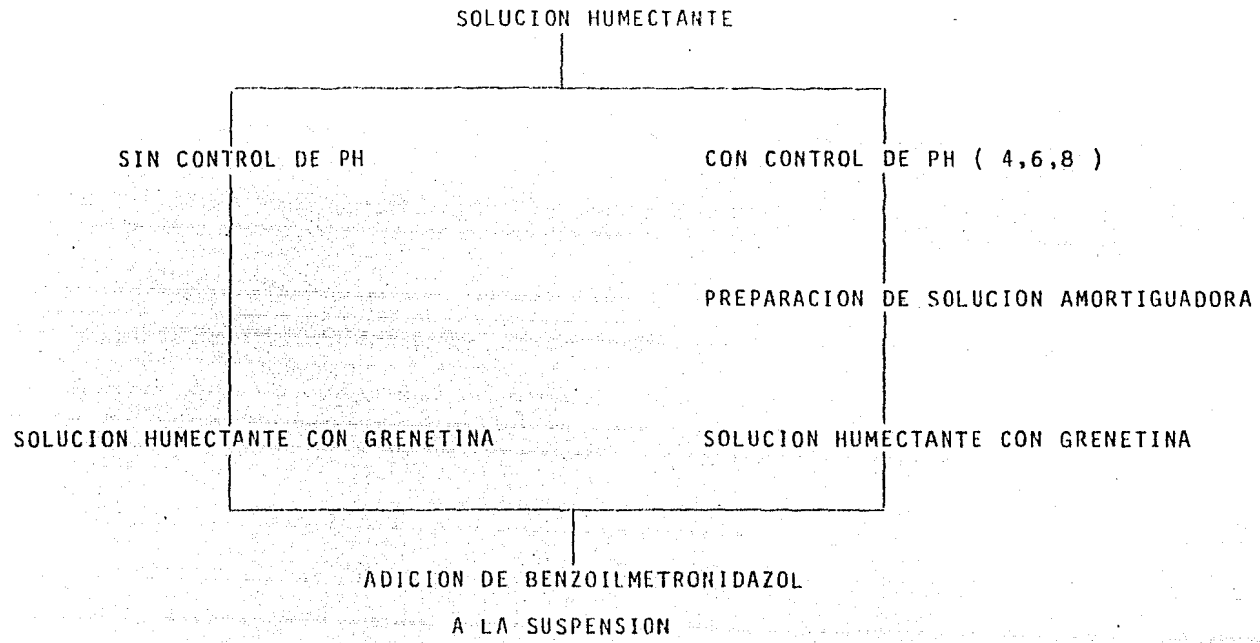 SOLUCION HUMECTANTE
SIN CONTROL DE PH
CON CONTROL DE PH ( 4,6,8 )
PREPARACION DE SOLUCION AMORTIGUADORA
SOLUCION HUMECTANTE CON GRENETINA
SOLUCION HUMECTANTE CON GRENETINA
ADICION DE BENZOILMETRONIDAZOL
A LA SUSPENSION